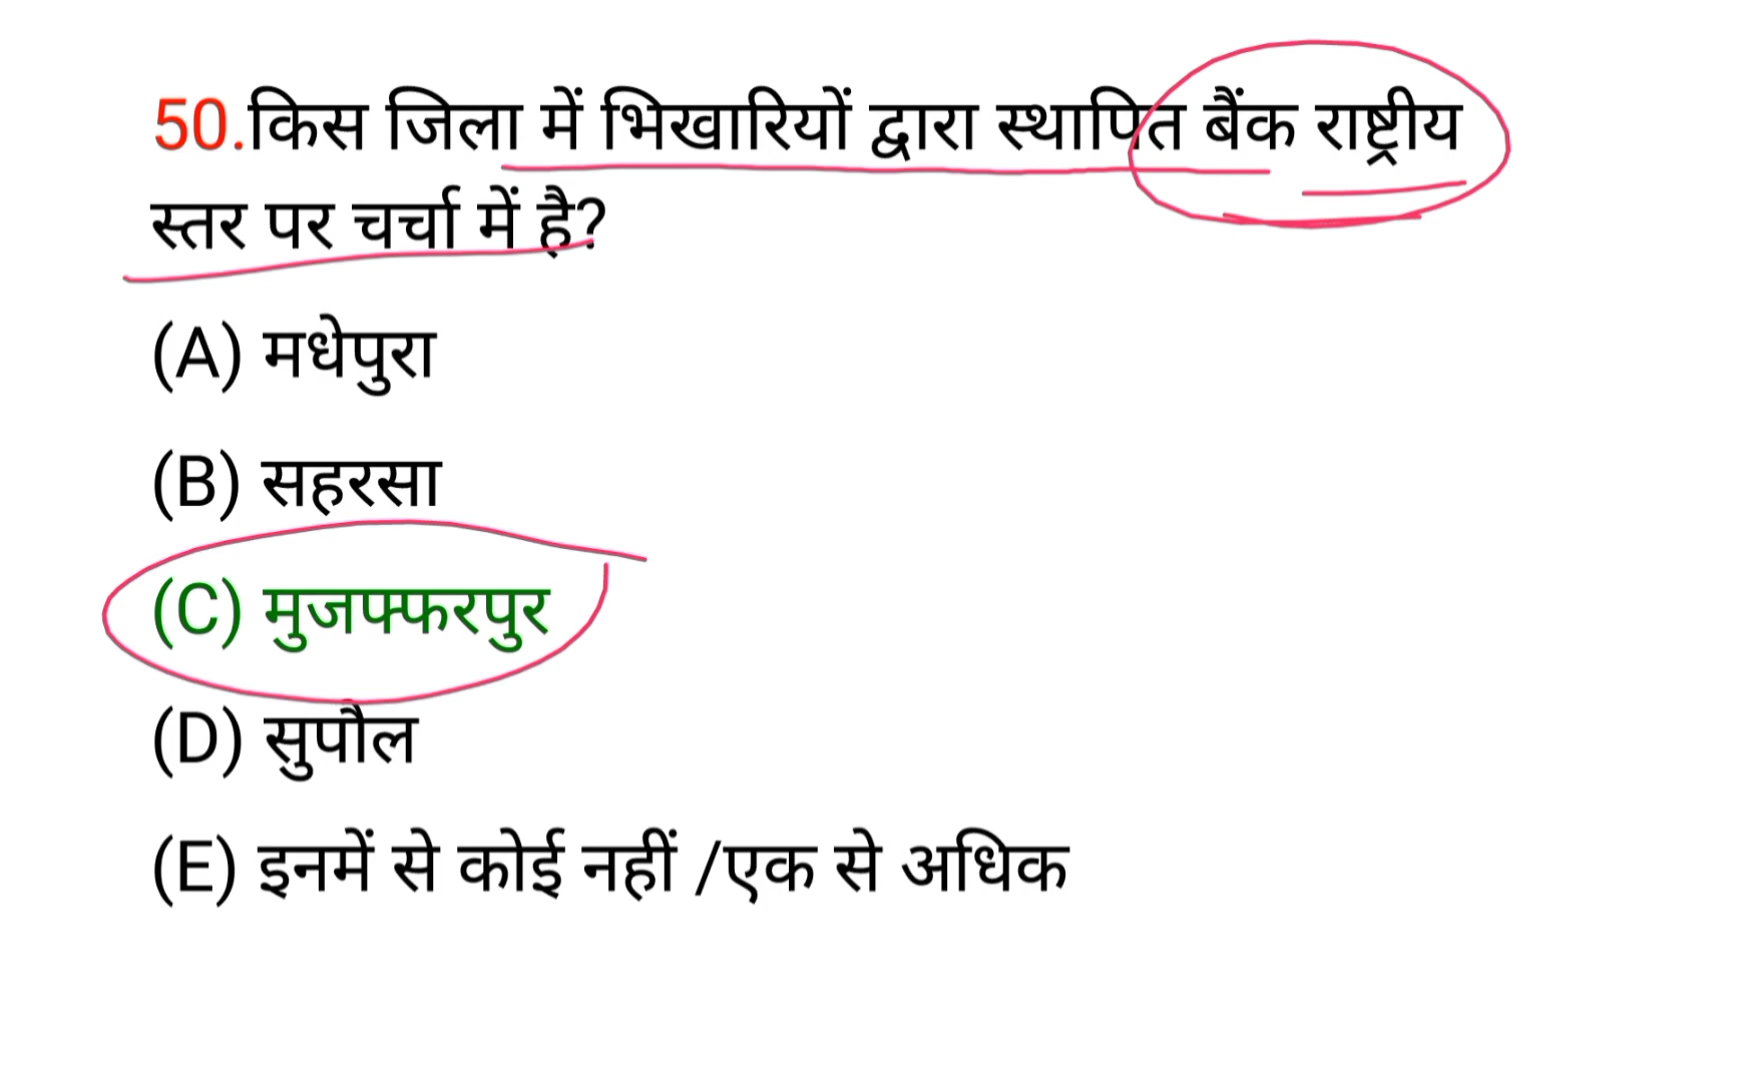 50.किस जिला में भिखारियों द्वारा स्थापित बैंक राष्ट्रीय
स्तर पर चर्चा में है?
(A) मधेपुरा
(B) सहरसा
(C) मुजफ्फरपुर
(D) सुपौल
(E) इनमें से कोई नहीं /एक से अधिक